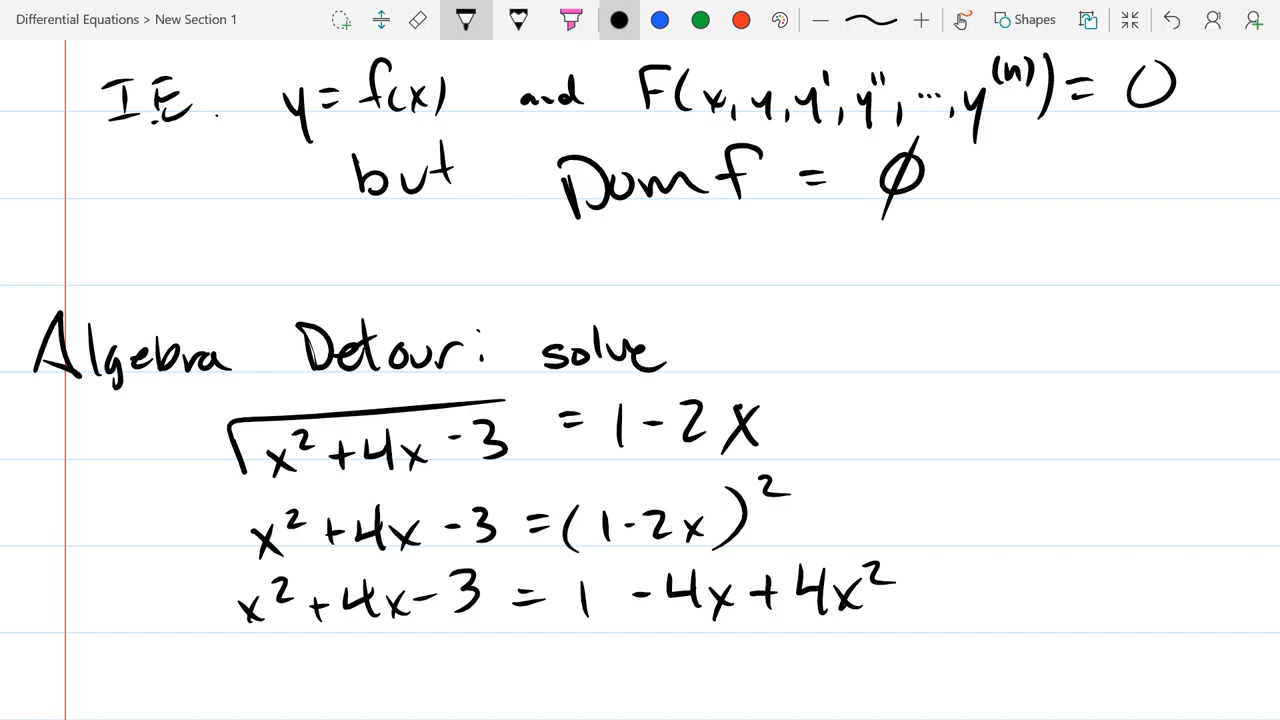 Differential Equations > New Section 1
Shapes
I.E. y = f(x) and F(x, y, y', y'', ..., y^(n)) = 0
but Dom f = ∅
Algebra Detour: solve
√(x² + 4x - 3) = 1 - 2x
x² + 4x - 3 = (1 - 2x)²
x² + 4x - 3 = 1 - 4x + 4x²